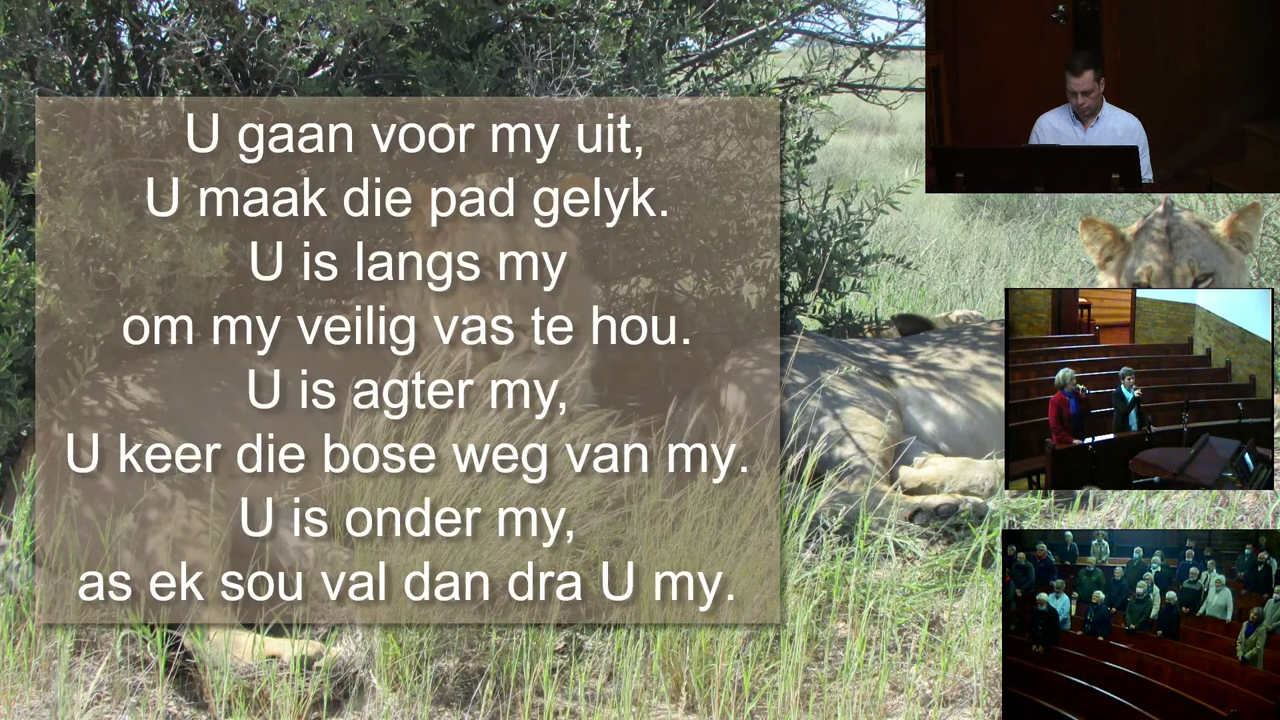 U gaan voor my uit,
U maak die pad gelyk.
U is langs my
om my veilig vas te hou.
U is agter my,
U keer die bose weg van my.
U is onder my,
as ek sou val dan dra U my.